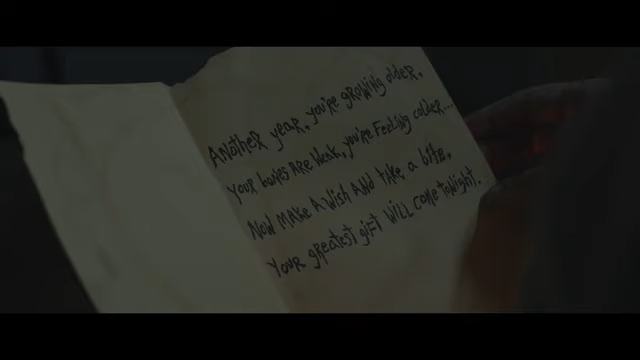 Another year, you're growing older.
Your bones are weak, you're feeling colder...
Now make a wish and take a bite.
Your greatest gift will come tonight.